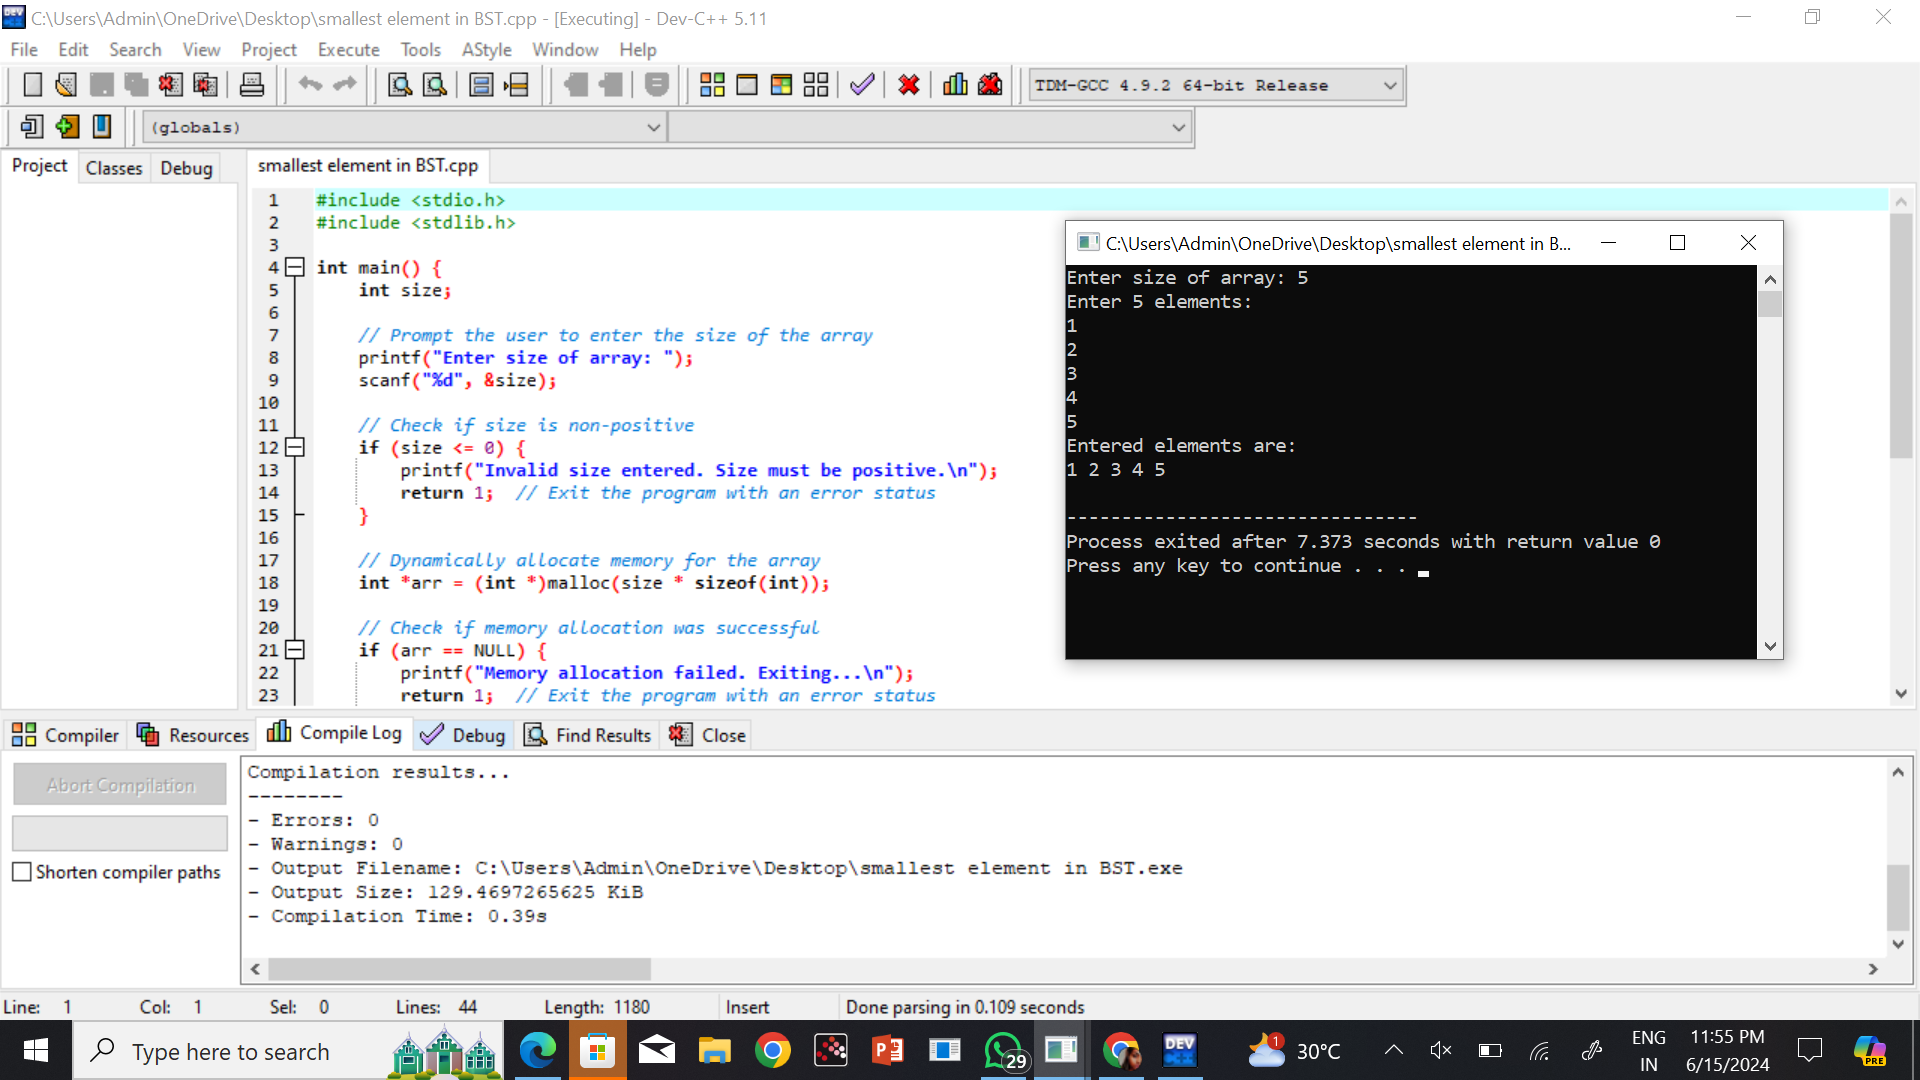 C:\Users\Admin\OneDrive\Desktop\smallest element in BST.cpp - [Executing] - Dev-C++ 5.11
File Edit Search View Project Execute Tools AStyle Window Help
TDM-GCC 4.9.2 64-bit Release
(globals)
Project Classes Debug
smallest element in BST.cpp
1 #include <stdio.h>
2 #include <stdlib.h>
3
4 int main() {
5 int size;
6
7 // Prompt the user to enter the size of the array
8 printf("Enter size of array: ");
9 scanf("%d", &size);
10
11 // Check if size is non-positive
12 if (size <= 0) {
13 printf("Invalid size entered. Size must be positive.\n");
14 return 1; // Exit the program with an error status
15 }
16
17 // Dynamically allocate memory for the array
18 int *arr = (int *)malloc(size * sizeof(int));
19
20 // Check if memory allocation was successful
21 if (arr == NULL) {
22 printf("Memory allocation failed. Exiting...\n");
23 return 1; // Exit the program with an error status
C:\Users\Admin\OneDrive\Desktop\smallest element in B...
Enter size of array: 5
Enter 5 elements:
1
2
3
4
5
Entered elements are:
1 2 3 4 5
--------------------------------
Process exited after 7.373 seconds with return value 0
Press any key to continue . . .
Compiler Resources Compile Log Debug Find Results Close
Abort Compilation
Shorten compiler paths
Compilation results...
--------
- Errors: 0
- Warnings: 0
- Output Filename: C:\Users\Admin\OneDrive\Desktop\smallest element in BST.exe
- Output Size: 129.4697265625 KiB
- Compilation Time: 0.39s
Line: 1 Col: 1 Sel: 0 Lines: 44 Length: 1180 Insert Done parsing in 0.109 seconds
Type here to search
29
DEV
1
30°C
ENG
IN
11:55 PM
6/15/2024
PRE